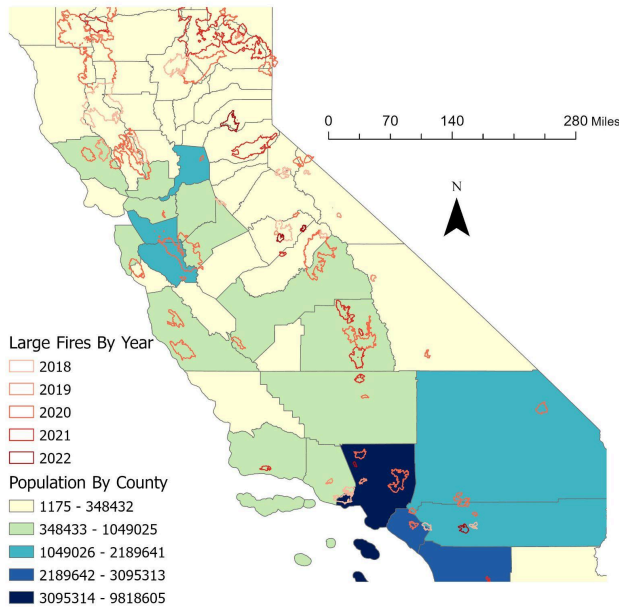 0 70 140 280 Miles
N
Large Fires By Year
2018
2019
2020
2021
2022
Population By County
1175 - 348432
348433 - 1049025
1049026 - 2189641
2189642 - 3095313
3095314 - 9818605